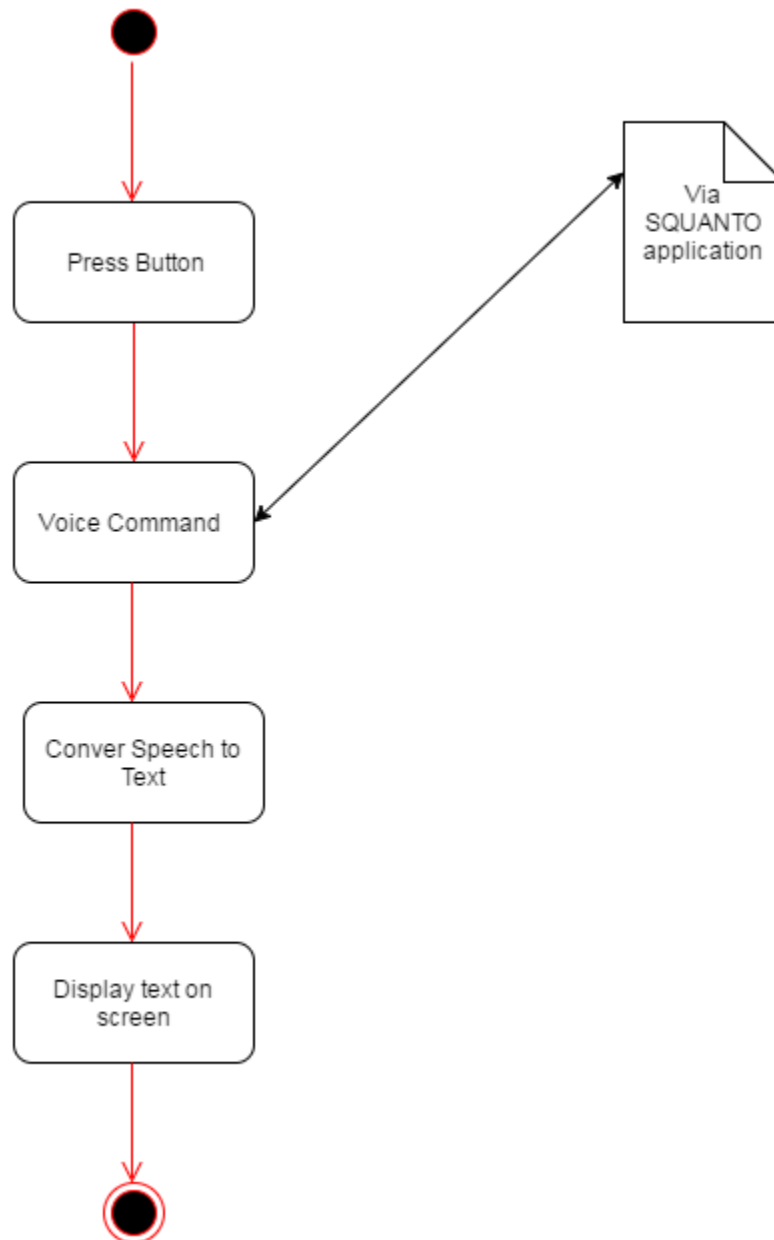 Press Button
Via
SQUANTO
application
Voice Command
Conver Speech to
Text
Display text on
screen